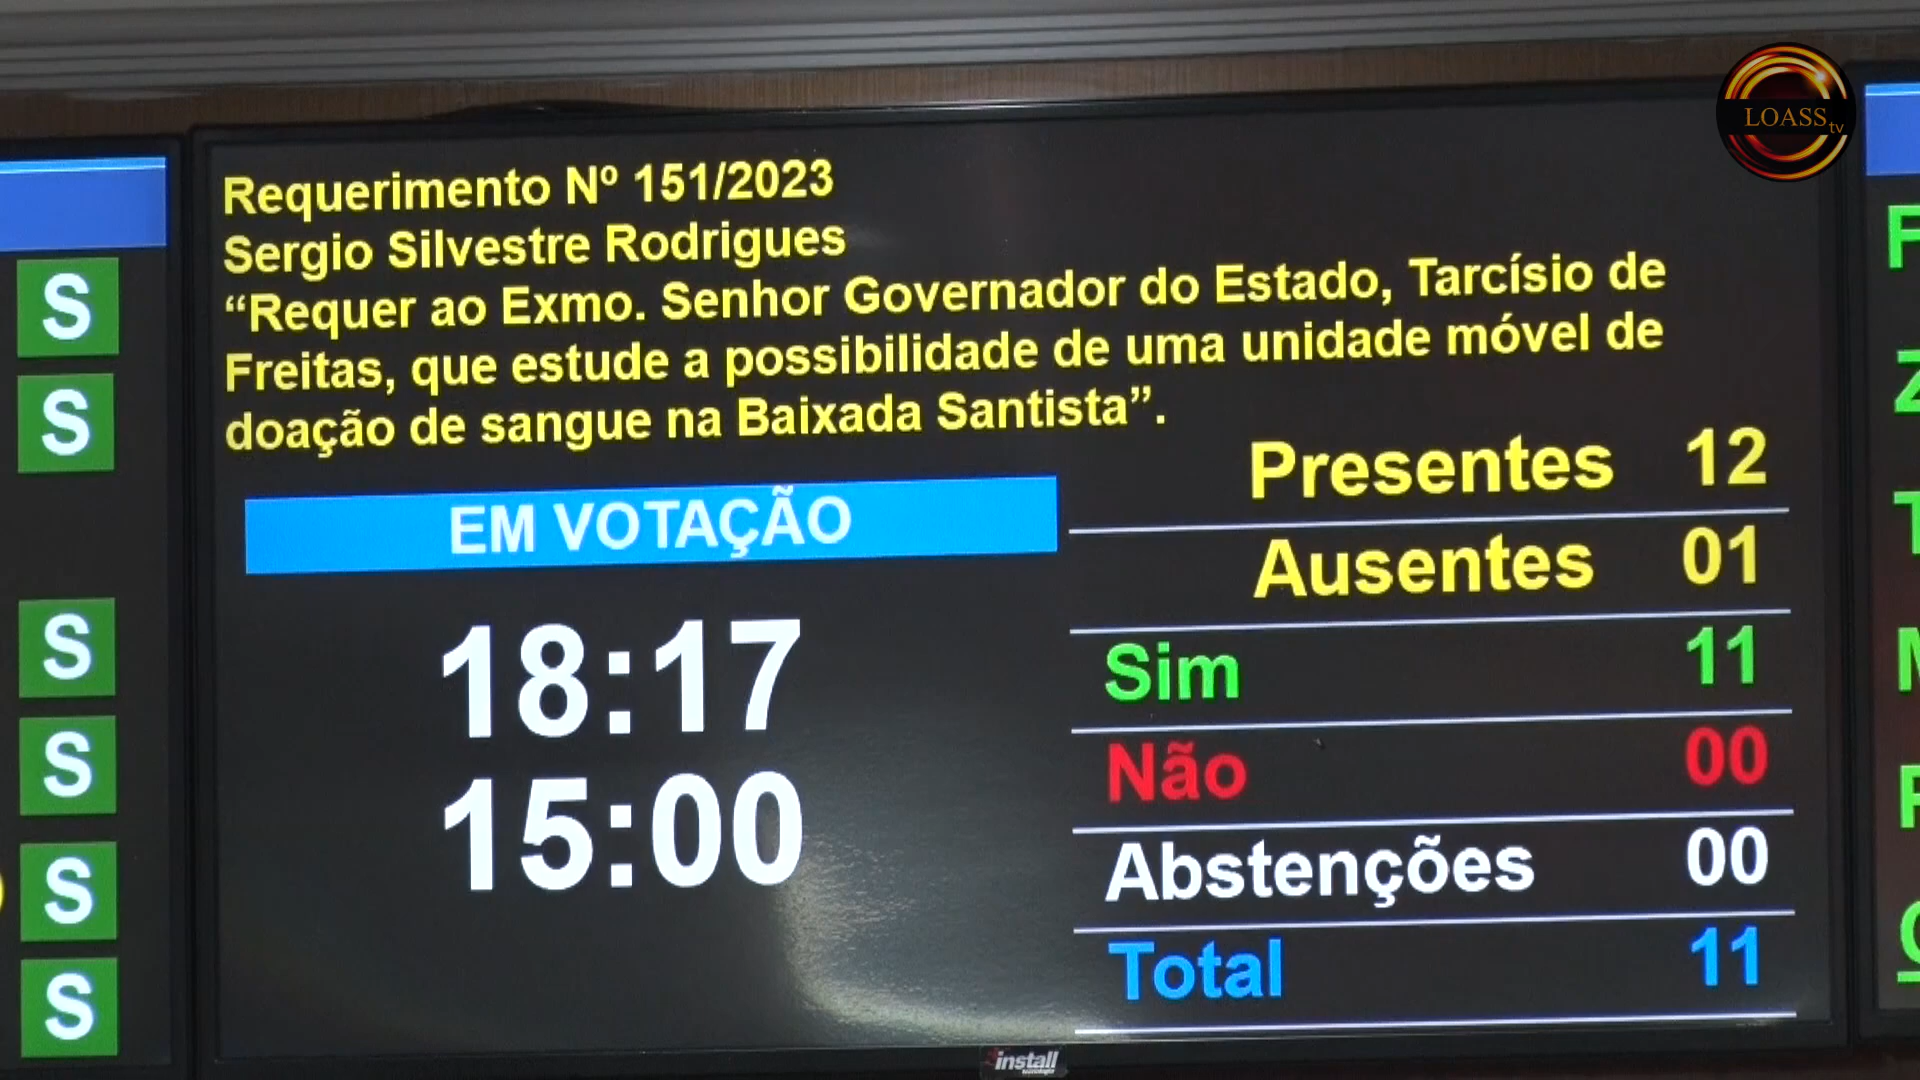 LOASS tv
Requerimento Nº 151/2023
Sergio Silvestre Rodrigues
“Requer ao Exmo. Senhor Governador do Estado, Tarcísio de
Freitas, que estude a possibilidade de uma unidade móvel de
doação de sangue na Baixada Santista”.
EM VOTAÇÃO
18:17
15:00
Presentes 12
Ausentes 01
Sim 11
Não 00
Abstenções 00
Total 11
S
S
S
S
S
S
install